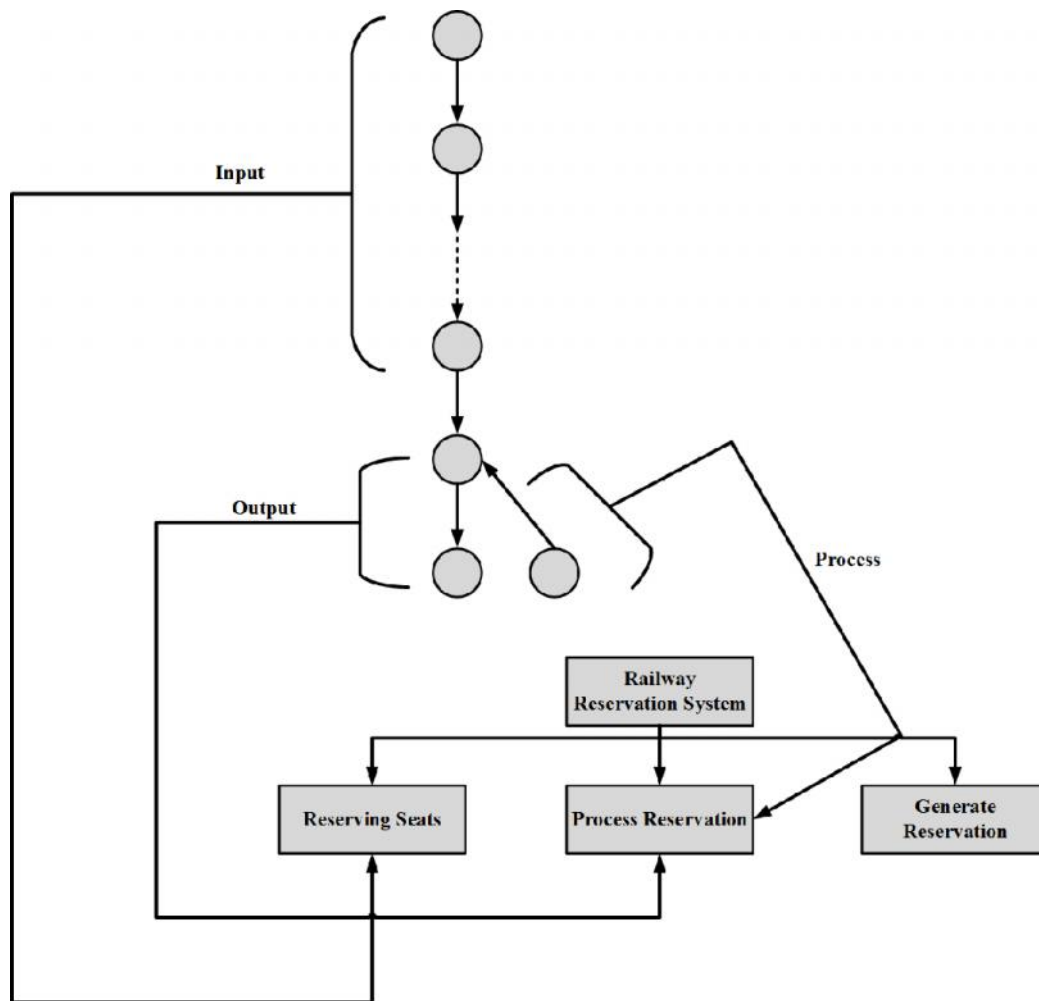 Input
Output
Process
Railway
Reservation System
Reserving Seats
Process Reservation
Generate
Reservation